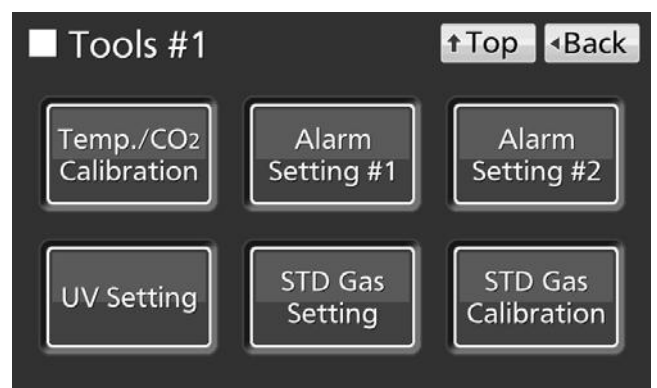 Tools #1
↑Top
◂Back
Temp./CO2
Calibration
Alarm
Setting #1
Alarm
Setting #2
UV Setting
STD Gas
Setting
STD Gas
Calibration